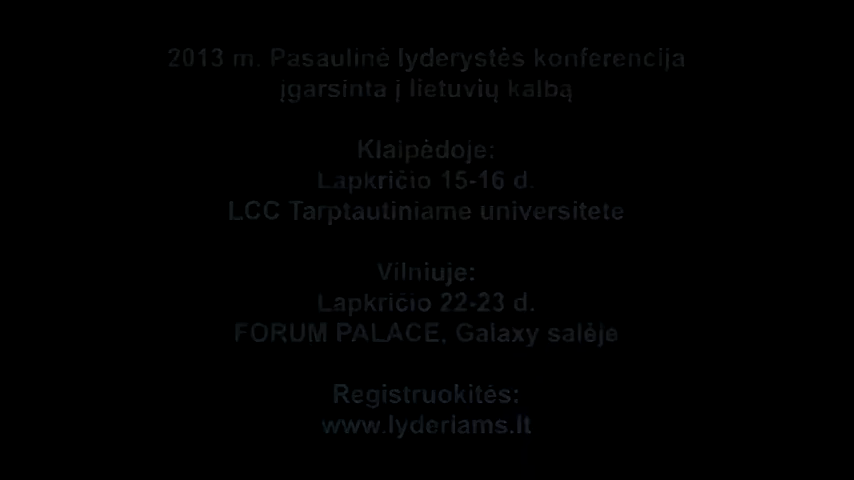 2013 m. Pasaulinė lyderystės konferencija
įgarsinta į lietuvių kalbą
Klaipėdoje:
Lapkričio 15-16 d.
LCC Tarptautiniame universitete
Vilniuje:
Lapkričio 22-23 d.
FORUM PALACE, Galaxy salėje
Registruokitės:
www.lyderiams.lt